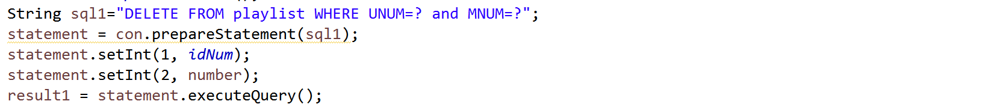 String sql1="DELETE FROM playlist WHERE UNUM=? and MNUM=?";
statement = con.prepareStatement(sql1);
statement.setInt(1, idNum);
statement.setInt(2, number);
result1 = statement.executeQuery();